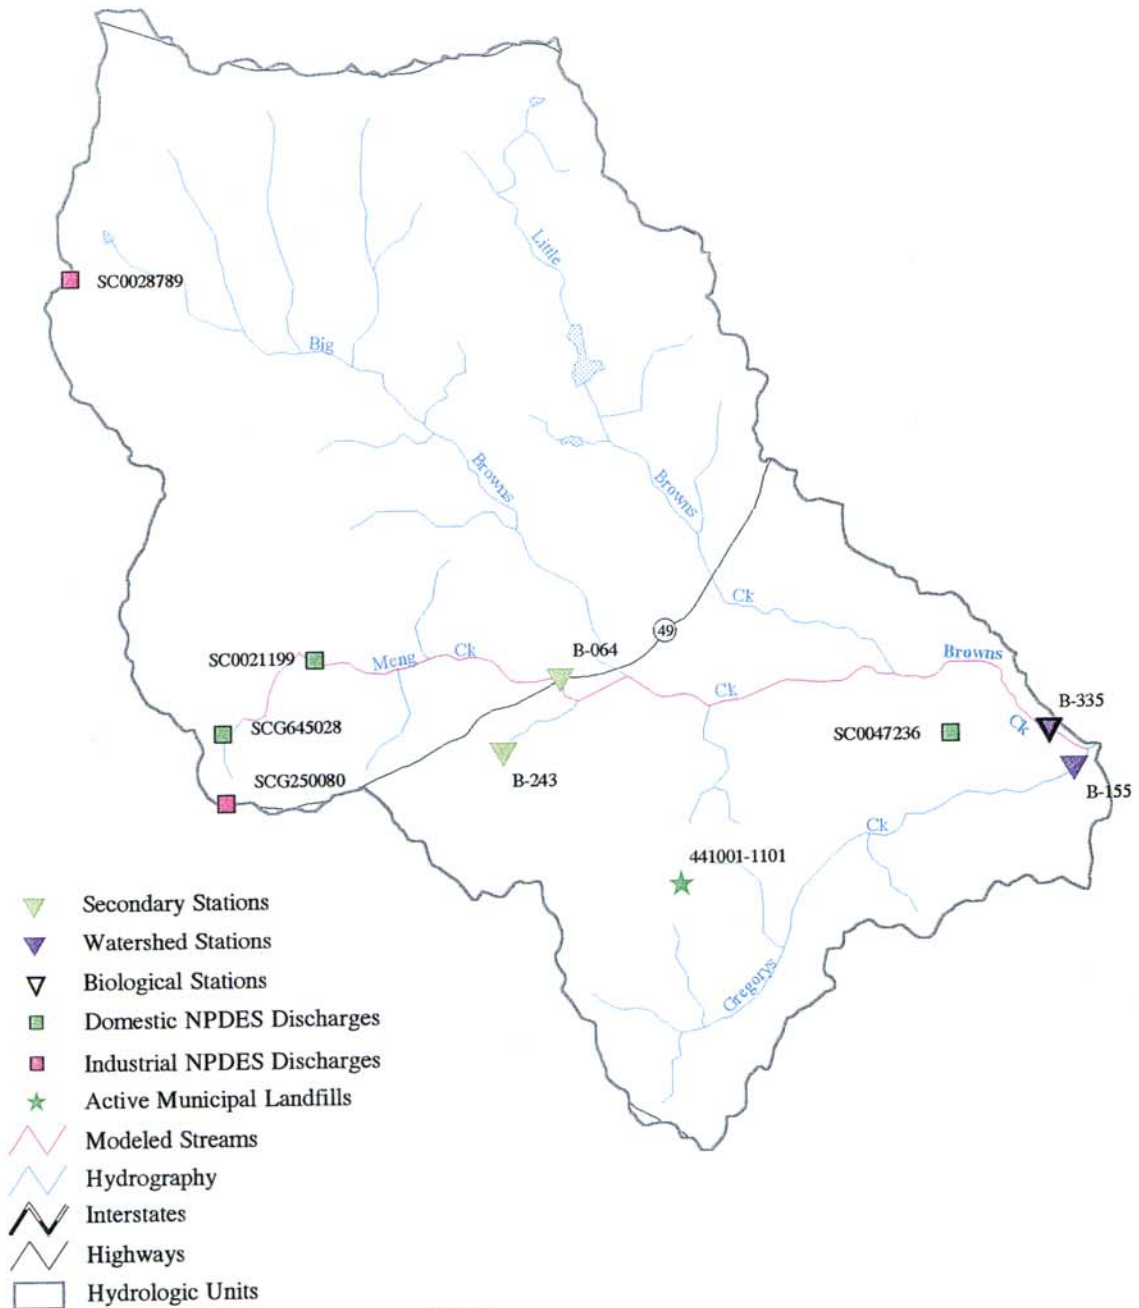 Little
SC0028789
Big
Browns
Browns
Ck
49
B-064
SC0021199
Meng
Ck
Browns
Ck
B-335
SCG645028
SC0047236
Ck
SCG250080
B-243
B-155
Ck
441001-1101
Gregorys
Secondary Stations
Watershed Stations
Biological Stations
Domestic NPDES Discharges
Industrial NPDES Discharges
Active Municipal Landfills
Modeled Streams
Hydrography
Interstates
Highways
Hydrologic Units